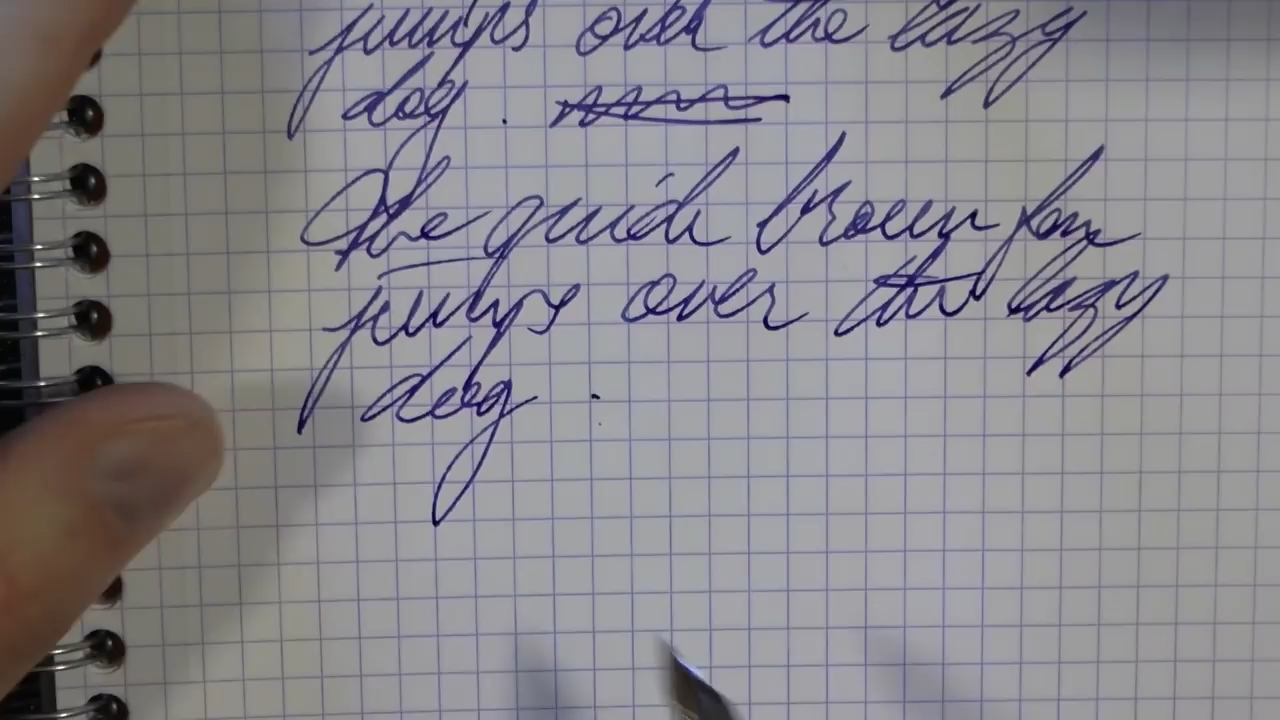 jumps over the lazy
dog.
The quick brown fox
jumps over the lazy
dog.